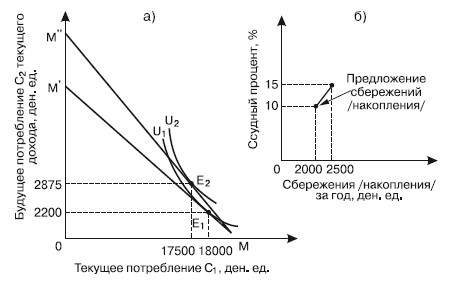 а)
Будущее потребление C₂ текущего
дохода, ден. ед.
M"
M'
U₁
U₂
2875
2200
E₂
E₁
0
17500
18000
M
Текущее потребление C₁, ден. ед.
б)
Ссудный процент, %
15
10
Предложение
сбережений
/накопления/
0
2000
2500
Сбережения /накопления/
за год, ден. ед.